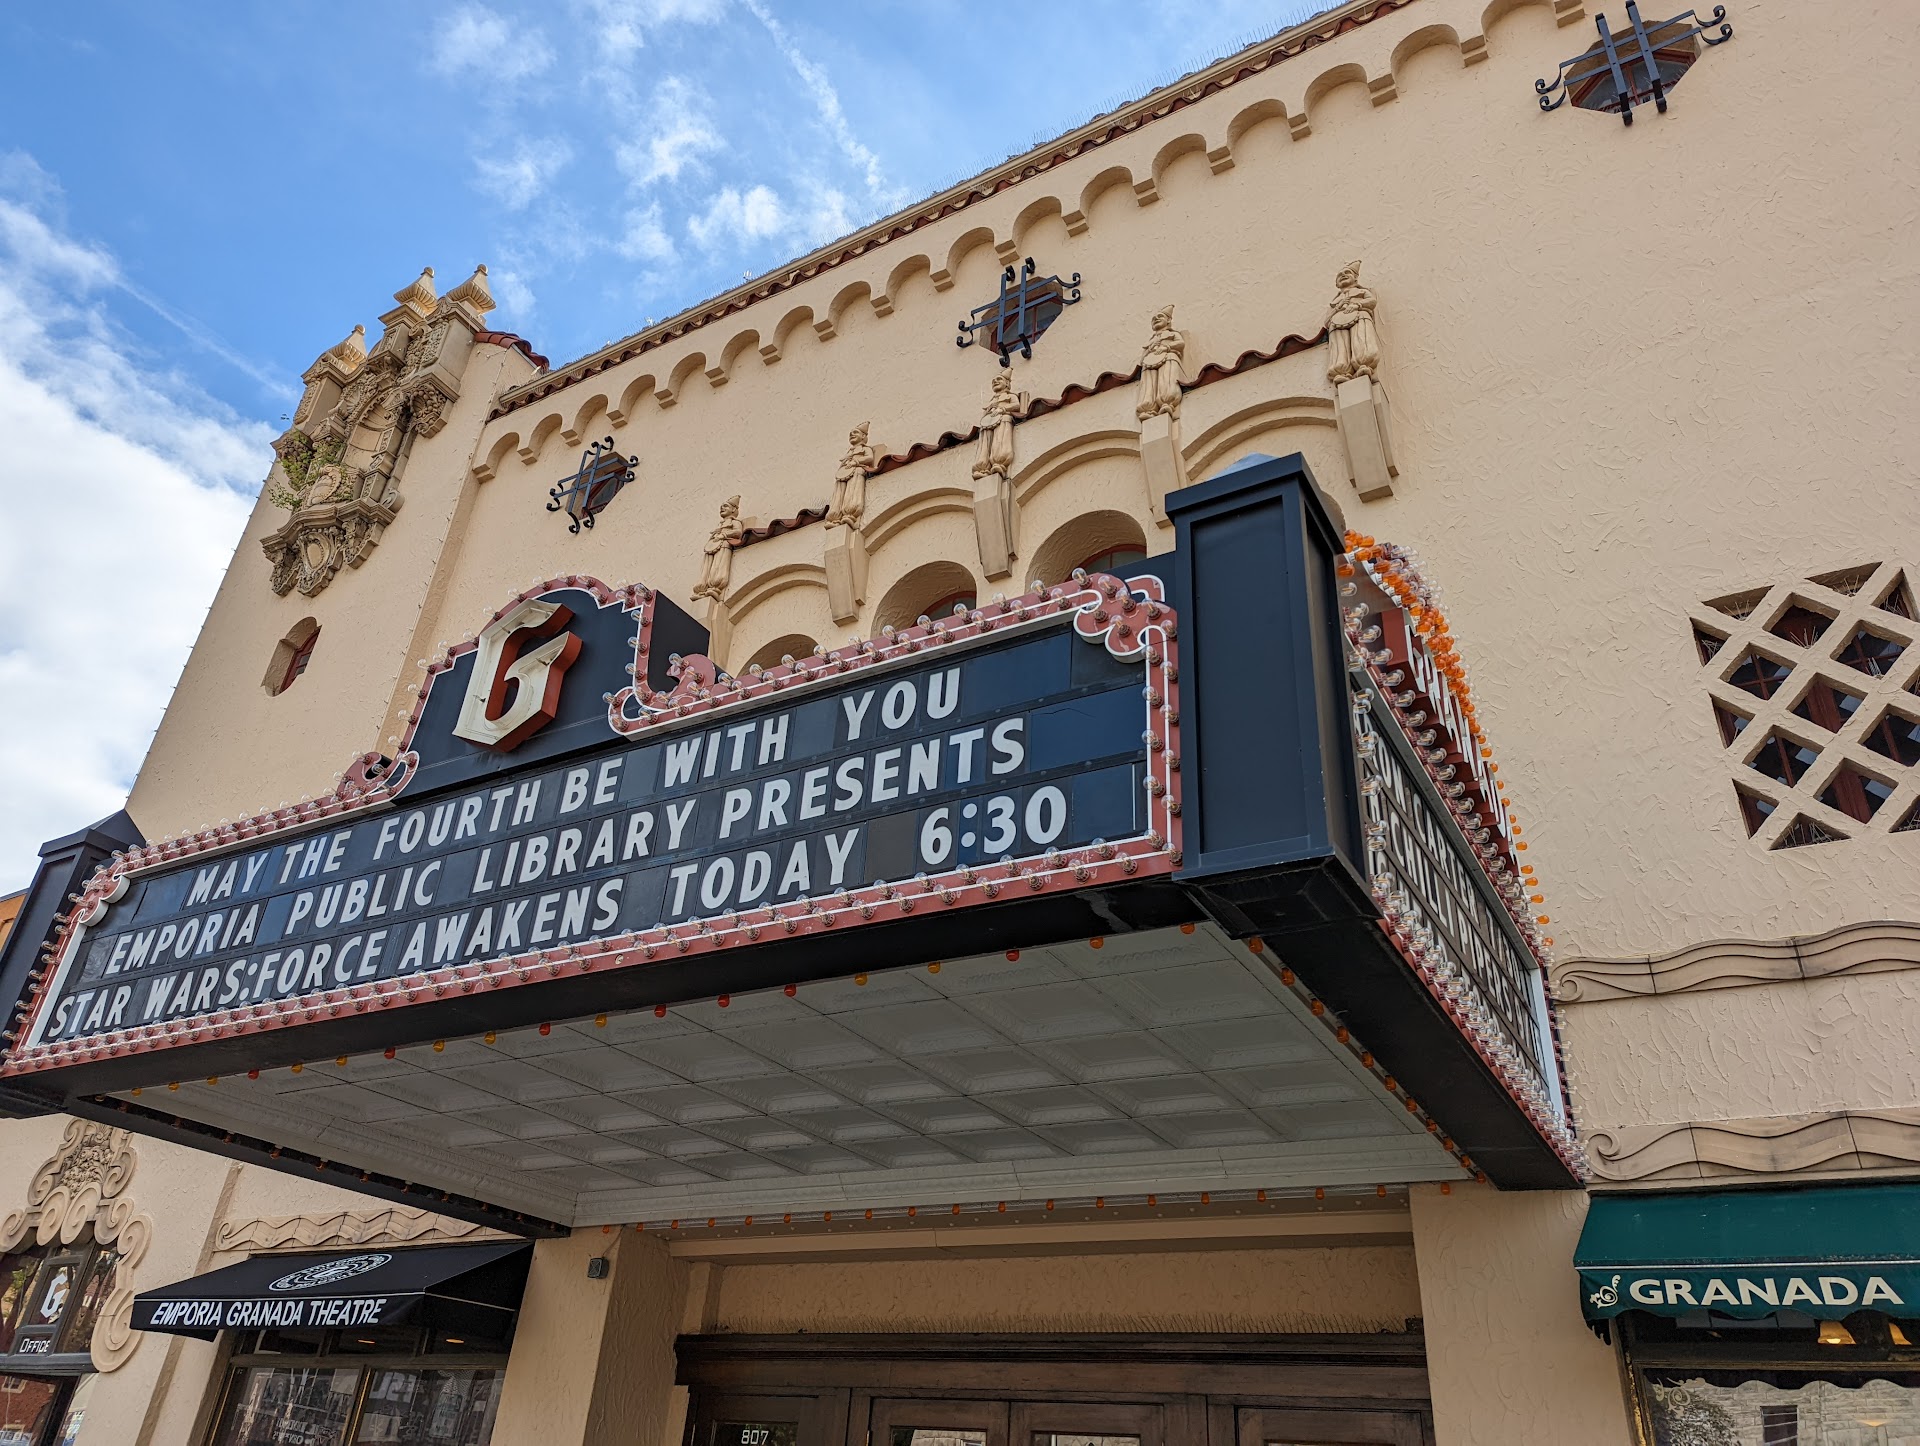 G
MAY THE FOURTH BE WITH YOU
EMPORIA PUBLIC LIBRARY PRESENTS
STAR WARS:FORCE AWAKENS TODAY 6:30
EMPORIA GRANADA THEATRE
G
OFFICE
807
GRANADA